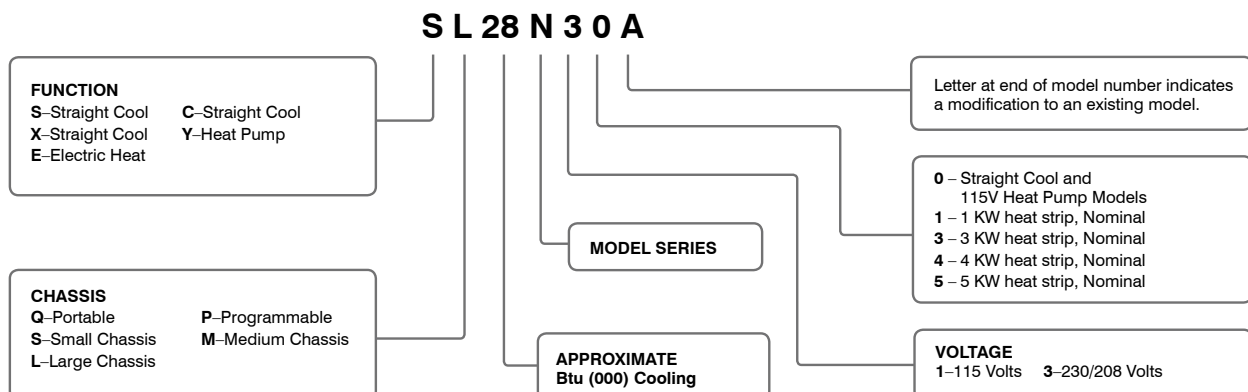 SL28N30A
FUNCTION
S–Straight Cool C–Straight Cool
X–Straight Cool Y–Heat Pump
E–Electric Heat
CHASSIS
Q–Portable P–Programmable
S–Small Chassis M–Medium Chassis
L–Large Chassis
MODEL SERIES
APPROXIMATE
Btu (000) Cooling
Letter at end of model number indicates
a modification to an existing model.
0 – Straight Cool and
115V Heat Pump Models
1 – 1 KW heat strip, Nominal
3 – 3 KW heat strip, Nominal
4 – 4 KW heat strip, Nominal
5 – 5 KW heat strip, Nominal
VOLTAGE
1–115 Volts 3–230/208 Volts